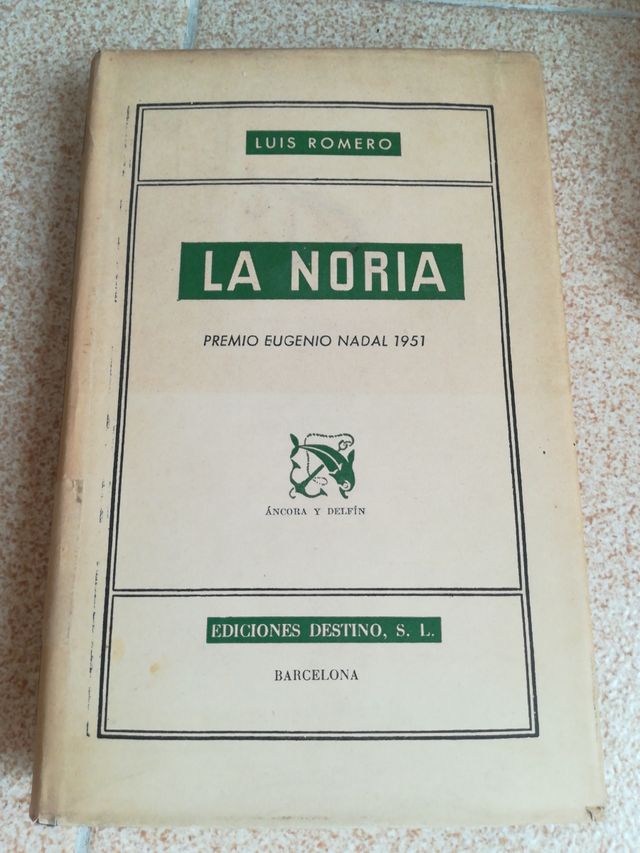 LUIS ROMERO
LA NORIA
PREMIO EUGENIO NADAL 1951
ÁNCORA Y DELFÍN
EDICIONES DESTINO, S. L.
BARCELONA